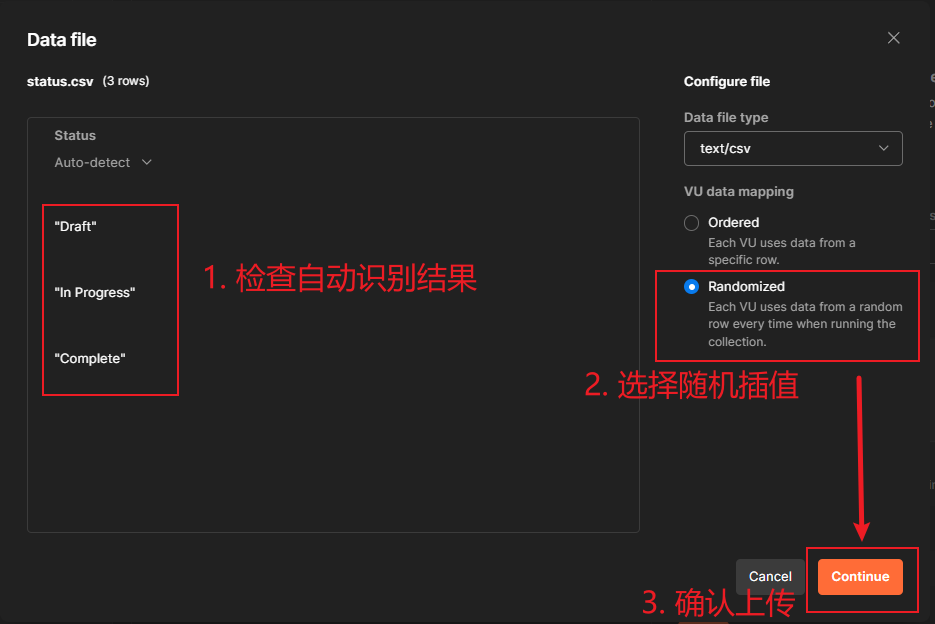 Data file
status.csv (3 rows)
Status
Auto-detect
"Draft"
"In Progress"
"Complete"
1. 检查自动识别结果
Configure file
Data file type
text/csv
VU data mapping
Ordered
Each VU uses data from a
specific row.
Randomized
Each VU uses data from a random
row every time when running the
collection.
2. 选择随机插值
Cancel
Continue
3. 确认上传